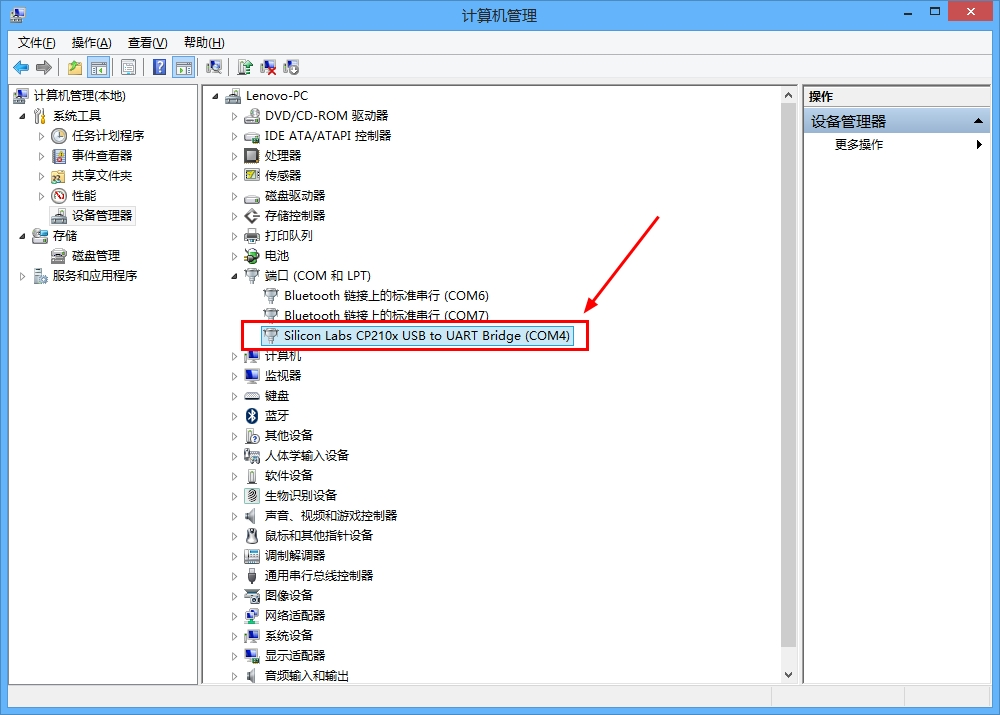 计算机管理
文件(F) 操作(A) 查看(V) 帮助(H)
计算机管理(本地)
系统工具
任务计划程序
事件查看器
共享文件夹
性能
设备管理器
存储
磁盘管理
服务和应用程序
Lenovo-PC
DVD/CD-ROM 驱动器
IDE ATA/ATAPI 控制器
处理器
传感器
磁盘驱动器
存储控制器
打印队列
电池
端口 (COM 和 LPT)
Bluetooth 链接上的标准串行 (COM6)
Bluetooth 链接上的标准串行 (COM7)
Silicon Labs CP210x USB to UART Bridge (COM4)
计算机
监视器
键盘
蓝牙
其他设备
人体学输入设备
软件设备
生物识别设备
声音、视频和游戏控制器
鼠标和其他指针设备
调制解调器
通用串行总线控制器
图像设备
网络适配器
系统设备
显示适配器
音频输入和输出
操作
设备管理器
更多操作